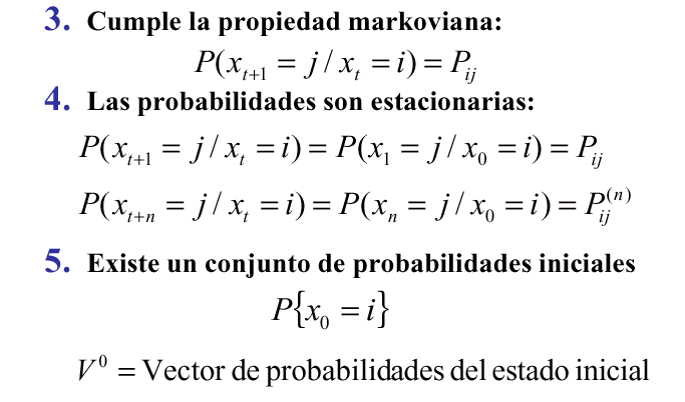 3. Cumple la propiedad markoviana:
P(x_{t+1} = j / x_t = i) = P_{ij}
4. Las probabilidades son estacionarias:
P(x_{t+1} = j / x_t = i) = P(x_1 = j / x_0 = i) = P_{ij}
P(x_{t+n} = j / x_t = i) = P(x_n = j / x_0 = i) = P_{ij}^{(n)}
5. Existe un conjunto de probabilidades iniciales
P{x_0 = i}
V^0 = Vector de probabilidades del estado inicial